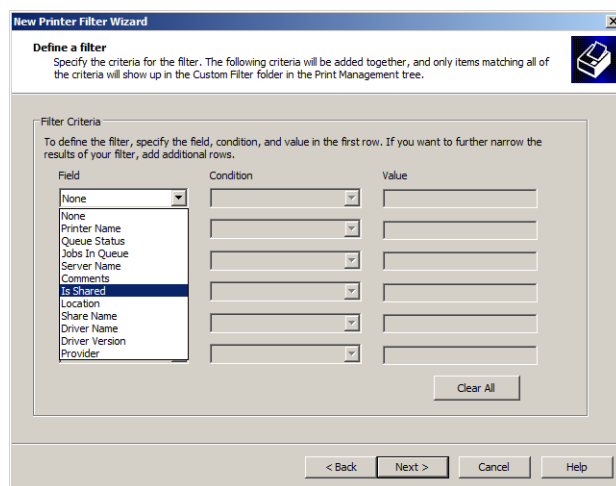 New Printer Filter Wizard
Define a filter
Specify the criteria for the filter. The following criteria will be added together, and only items matching all of
the criteria will show up in the Custom Filter folder in the Print Management tree.
Filter Criteria
To define the filter, specify the field, condition, and value in the first row. If you want to further narrow the
results of your filter, add additional rows.
Field Condition Value
None
None
Printer Name
Queue Status
Jobs In Queue
Server Name
Comments
Is Shared
Location
Share Name
Driver Name
Driver Version
Provider
Clear All
< Back Next > Cancel Help